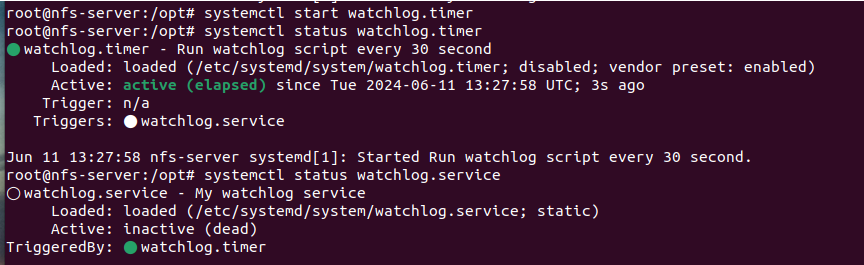 root@nfs-server:/opt# systemctl start watchlog.timer
root@nfs-server:/opt# systemctl status watchlog.timer
● watchlog.timer - Run watchlog script every 30 second
     Loaded: loaded (/etc/systemd/system/watchlog.timer; disabled; vendor preset: enabled)
     Active: active (elapsed) since Tue 2024-06-11 13:27:58 UTC; 3s ago
    Trigger: n/a
   Triggers: ● watchlog.service

Jun 11 13:27:58 nfs-server systemd[1]: Started Run watchlog script every 30 second.
root@nfs-server:/opt# systemctl status watchlog.service
○ watchlog.service - My watchlog service
     Loaded: loaded (/etc/systemd/system/watchlog.service; static)
     Active: inactive (dead)
TriggeredBy: ● watchlog.timer